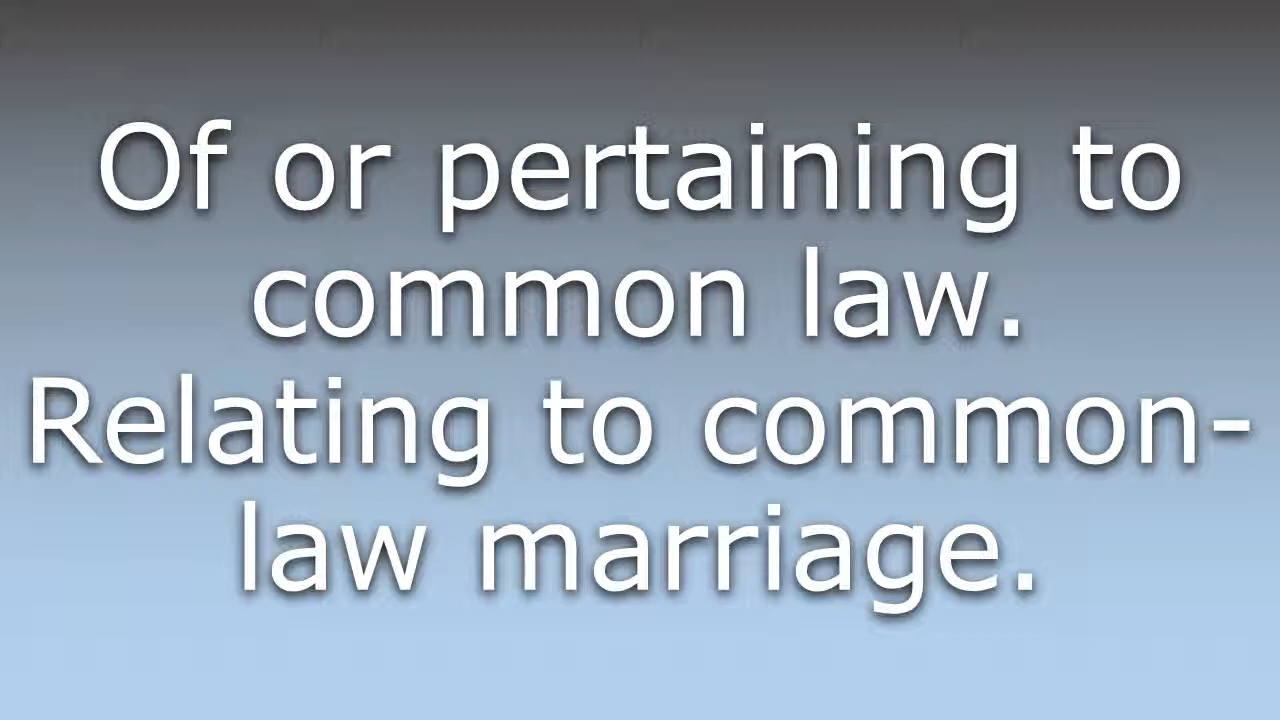 Of or pertaining to
common law.
Relating to common-
law marriage.